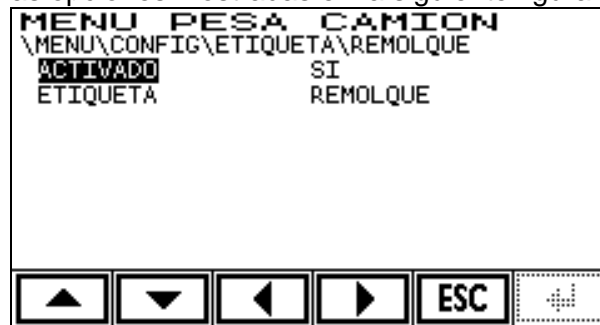 MENU PESA CAMION
\MENU\CONFIG\ETIQUETA\REMOLQUE
ACTIVADO SI
ETIQUETA REMOLQUE
ESC